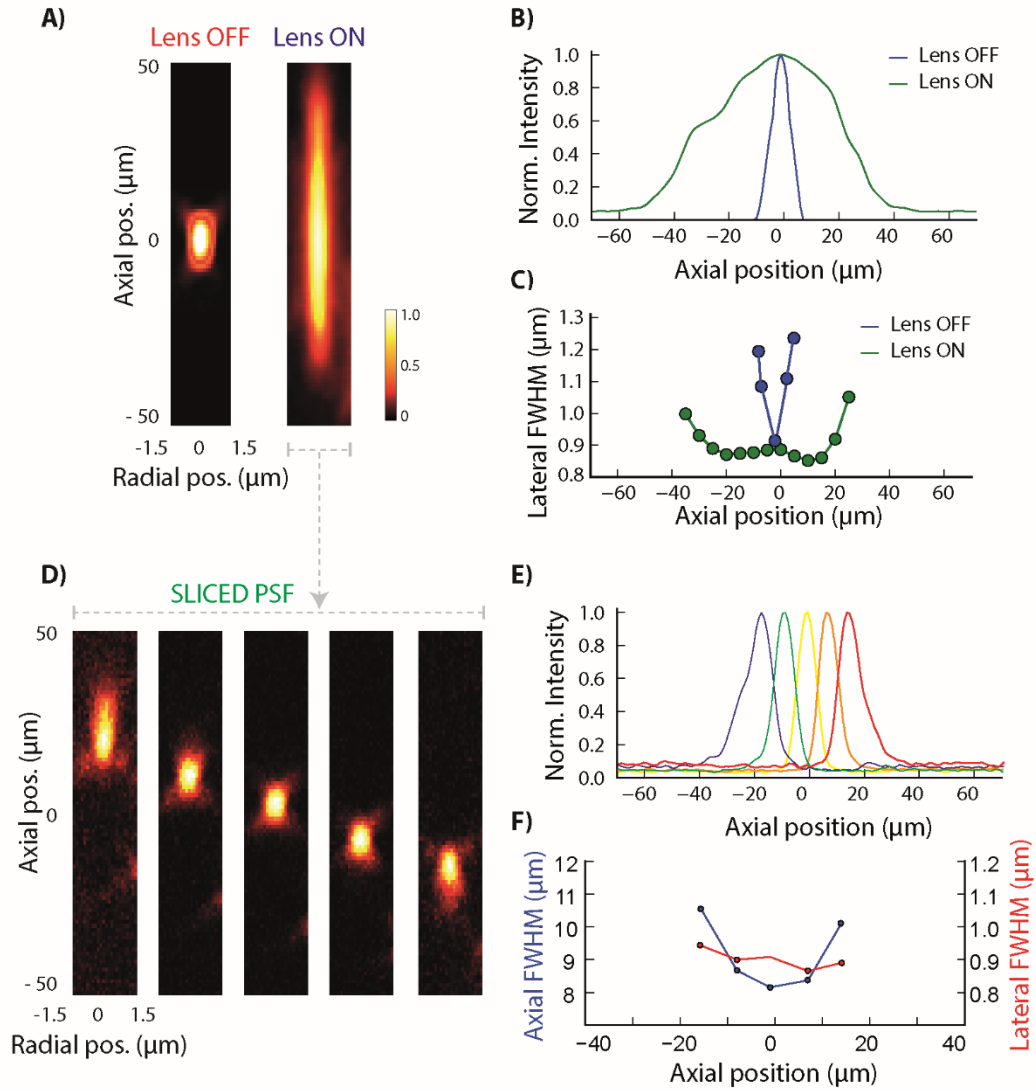 A)
Lens OFF
Lens ON
Axial pos. (μm)
50
0
- 50
-1.5 0 1.5
Radial pos. (μm)
1.0
0.5
0
B)
Norm. Intensity
1.0
0.8
0.6
0.4
0.2
0.0
−60 −40 −20 0 20 40 60
Axial position (μm)
Lens OFF
Lens ON
C)
Lateral FWHM (μm)
1.3
1.2
1.1
1.0
0.9
0.8
−60 −40 −20 0 20 40 60
Axial position (μm)
Lens OFF
Lens ON
D)
SLICED PSF
Axial pos. (μm)
50
0
- 50
-1.5 0 1.5
Radial pos. (μm)
E)
Norm. Intensity
1.0
0.8
0.6
0.4
0.2
0.0
−60 −40 −20 0 20 40 60
Axial position (μm)
F)
Axial FWHM (μm)
12
11
10
9
8
Lateral FWHM (μm)
1.2
1.1
1.0
0.9
0.8
−40 −20 0 20 40
Axial position (μm)